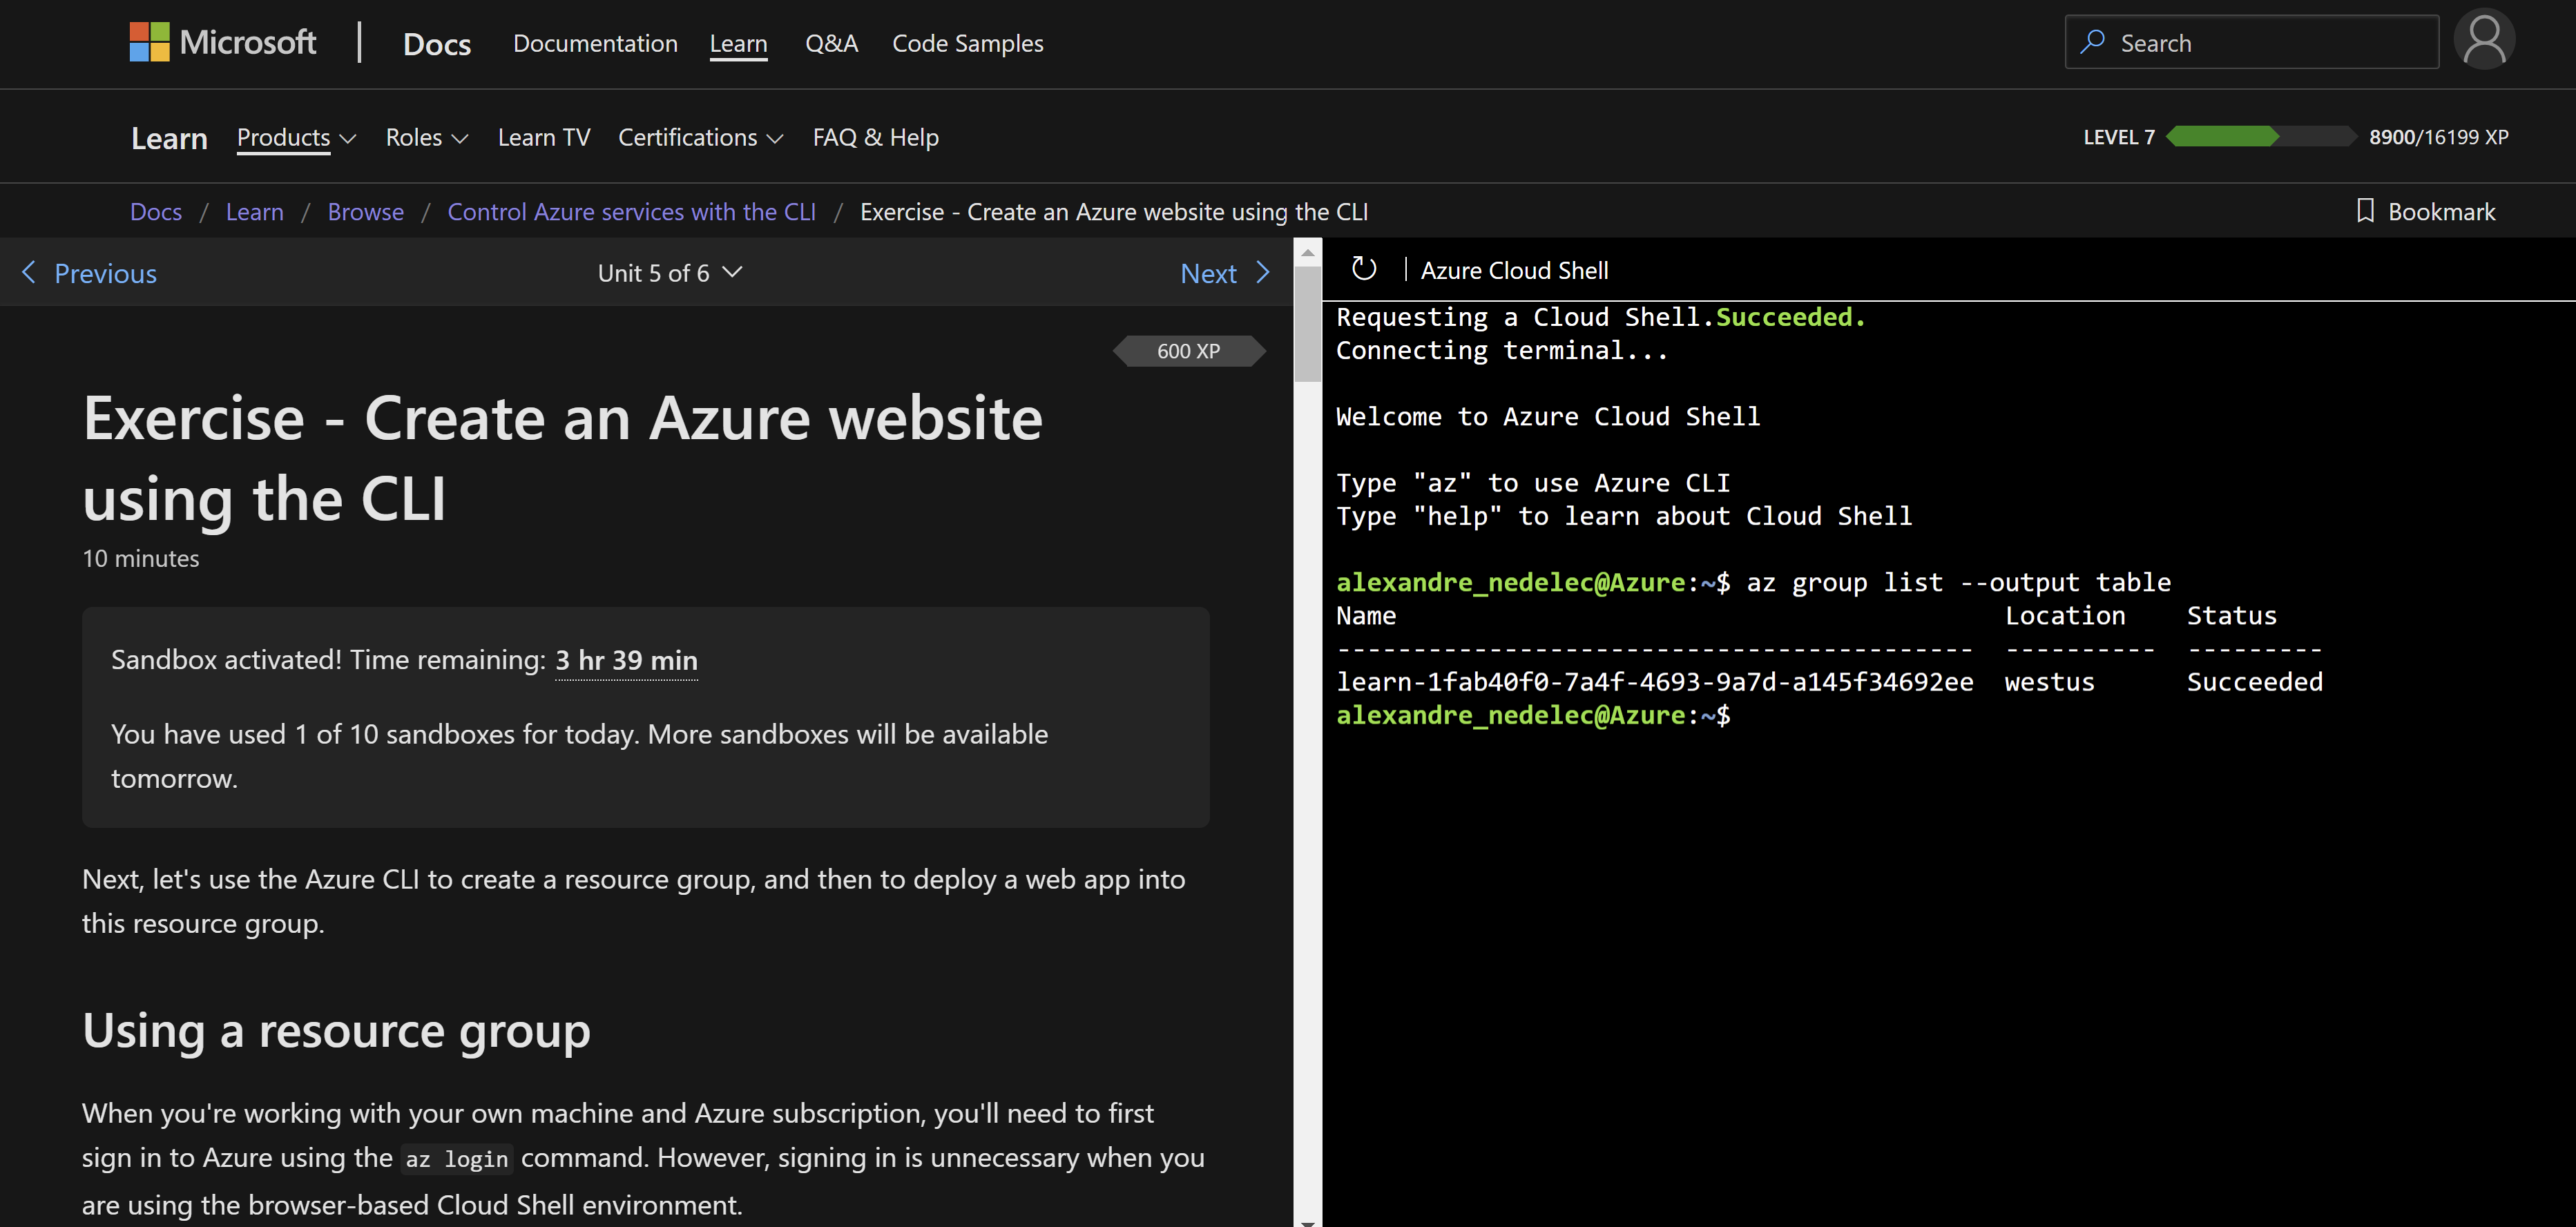 Microsoft | Docs Documentation Learn Q&A Code Samples Search
Learn Products Roles Learn TV Certifications FAQ & Help LEVEL 7 8900/16199 XP
Docs / Learn / Browse / Control Azure services with the CLI / Exercise - Create an Azure website using the CLI Bookmark
Previous Unit 5 of 6 Next
600 XP
Exercise - Create an Azure website
using the CLI
10 minutes
Sandbox activated! Time remaining: 3 hr 39 min
You have used 1 of 10 sandboxes for today. More sandboxes will be available
tomorrow.
Next, let's use the Azure CLI to create a resource group, and then to deploy a web app into
this resource group.
Using a resource group
When you're working with your own machine and Azure subscription, you'll need to first
sign in to Azure using the az login command. However, signing in is unnecessary when you
are using the browser-based Cloud Shell environment.
| Azure Cloud Shell
Requesting a Cloud Shell.Succeeded.
Connecting terminal...
Welcome to Azure Cloud Shell
Type "az" to use Azure CLI
Type "help" to learn about Cloud Shell
alexandre_nedelec@Azure:~$ az group list --output table
Name Location Status
------------------------------------------ ---------- ---------
learn-1fab40f0-7a4f-4693-9a7d-a145f34692ee westus Succeeded
alexandre_nedelec@Azure:~$